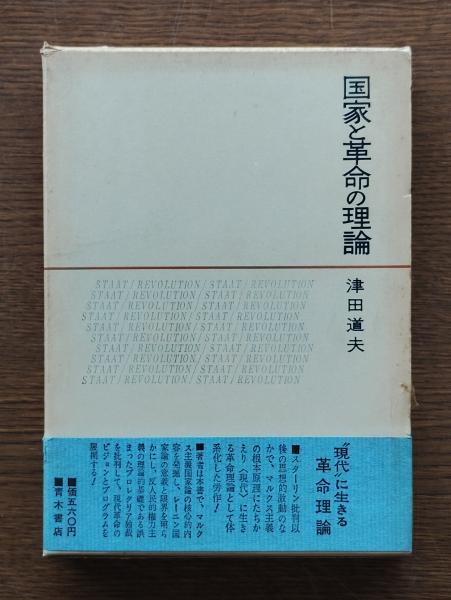 国家と革命の理論
津田道夫
STAAT/REVOLUTION/STAAT/REVOLUTION
STAAT/REVOLUTION/STAAT/REVOLUTION
STAAT/REVOLUTION/STAAT/REVOLUTION
STAAT/REVOLUTION/STAAT/REVOLUTION
STAAT/REVOLUTION/STAAT/REVOLUTION
STAAT/REVOLUTION/STAAT/REVOLUTION
STAAT/REVOLUTION/STAAT/REVOLUTION
STAAT/REVOLUTION/STAAT/REVOLUTION
STAAT/REVOLUTION/STAAT/REVOLUTION
STAAT/REVOLUTION/STAAT/REVOLUTION
“現代”に生きる
革命理論
■スターリン批判以
後の思想的激動のな
かで、マルクス主義
の根本原理にたちか
えり〈現代〉に生き
る革命理論として体
系化した労作!
■著者は本書で、マルク
ス主義国家論の核心的内
容を発掘し、レーニン国
家論の意義と限界を明ら
かにし、反人民的権力主
義の理論的基礎である誤
まったプロレタリア独裁
を批判して、現代革命の
ビジョンとプログラムを
展開する!
■価五六〇円
■青木書店